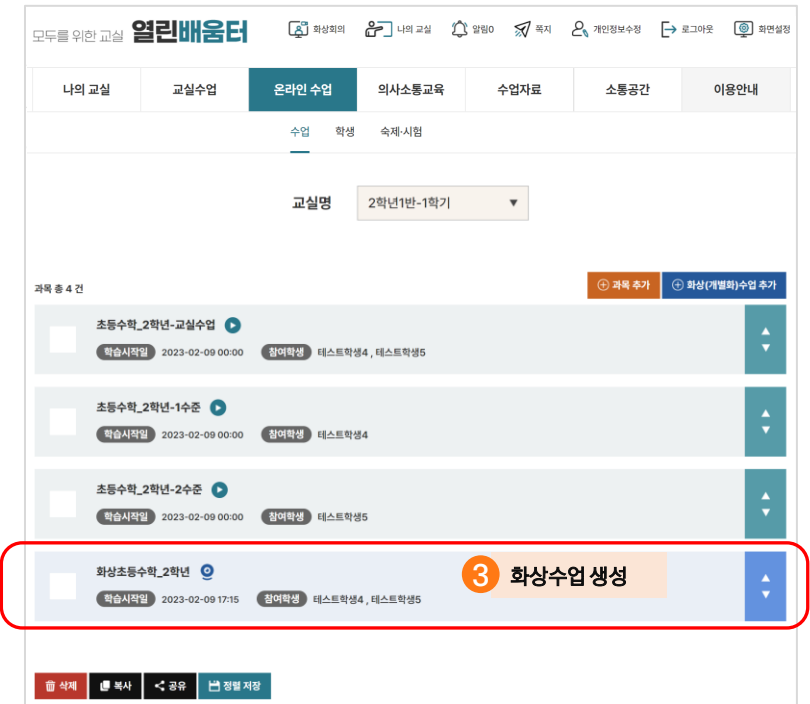 모두를 위한 교실 열린배움터 화상회의 나의 교실 알림0 쪽지 개인정보수정 로그아웃 화면설정
나의 교실 교실수업 온라인 수업 의사소통교육 수업자료 소통공간 이용안내
수업 학생 숙제·시험
교실명 2학년1반-1학기 ▼
과목 총 4 건 과목 추가 화상(개별화)수업 추가
초등수학_2학년-교실수업
학습시작일 2023-02-09 00:00 참여학생 테스트학생4 , 테스트학생5
초등수학_2학년-1수준
학습시작일 2023-02-09 00:00 참여학생 테스트학생4
초등수학_2학년-2수준
학습시작일 2023-02-09 00:00 참여학생 테스트학생5
화상초등수학_2학년 3 화상수업 생성
학습시작일 2023-02-09 17:15 참여학생 테스트학생4 , 테스트학생5
삭제 복사 공유 정렬 저장